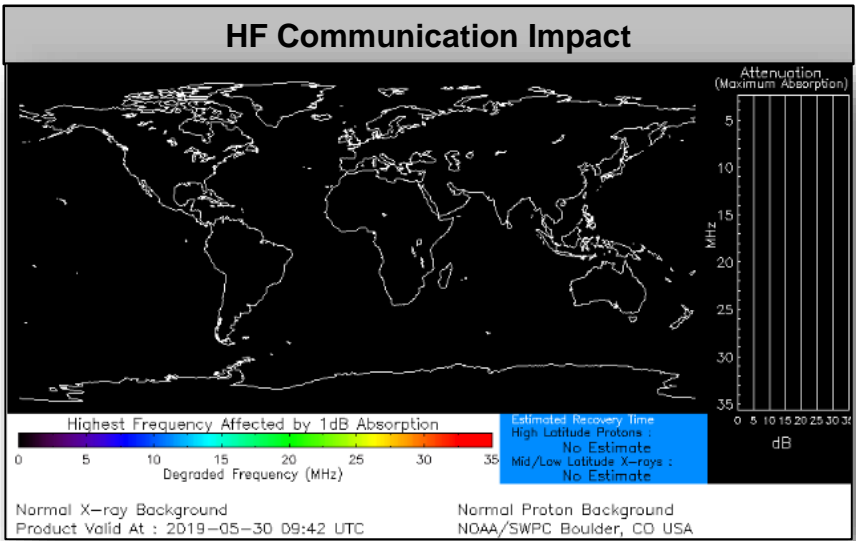 HF Communication Impact
Attenuation
(Maximum Absorption)
5
10
15
20
25
30
35
MHz
0 5 10 15 20 25 30 35
dB
Highest Frequency Affected by 1dB Absorption
0 5 10 15 20 25 30 35
Degraded Frequency (MHz)
Estimated Recovery Time
High Latitude Protons :
No Estimate
Mid/Low Latitude X-rays :
No Estimate
Normal X-ray Background
Normal Proton Background
Product Valid At : 2019-05-30 09:42 UTC
NOAA/SWPC Boulder, CO USA